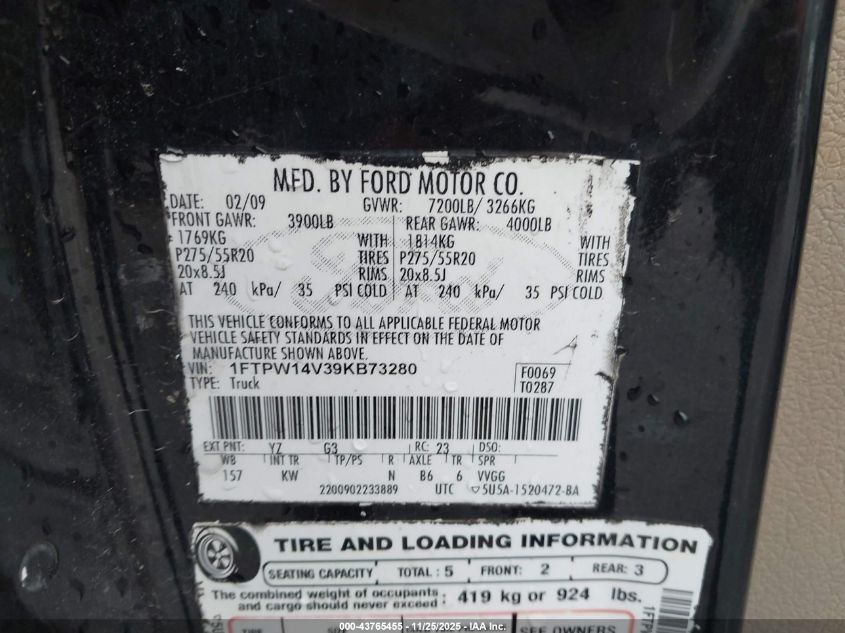 MFD. BY FORD MOTOR CO.
DATE: 02/09 GVWR: 7200LB/ 3266KG
FRONT GAWR: 3900LB REAR GAWR: 4000LB
1769KG WITH 1814KG WITH
P275/55R20 TIRES P275/55R20 TIRES
20x8.5J RIMS 20x8.5J RIMS
AT 240 kPa/ 35 PSI COLD AT 240 kPa/ 35 PSI COLD
THIS VEHICLE CONFORMS TO ALL APPLICABLE FEDERAL MOTOR
VEHICLE SAFETY STANDARDS IN EFFECT ON THE DATE OF
MANUFACTURE SHOWN ABOVE.
VIN: 1FTPW14V39KB73280 F0069
TYPE: Truck T0287
EXT PNT: YZ G3 RC: 23 DSO:
WB INT TR TP/PS R AXLE TR SPR
157 KW N B6 6 VVGG
2200902233889 UTC 5U5A-1520472-BA
TIRE AND LOADING INFORMATION
SEATING CAPACITY TOTAL : 5 FRONT: 2 REAR: 3
The combined weight of occupants
and cargo should never exceed : 419 kg or 924 lbs.
SEE OWNERS
1FTP
000-43765455 - 11/25/2025 - IAA Inc.